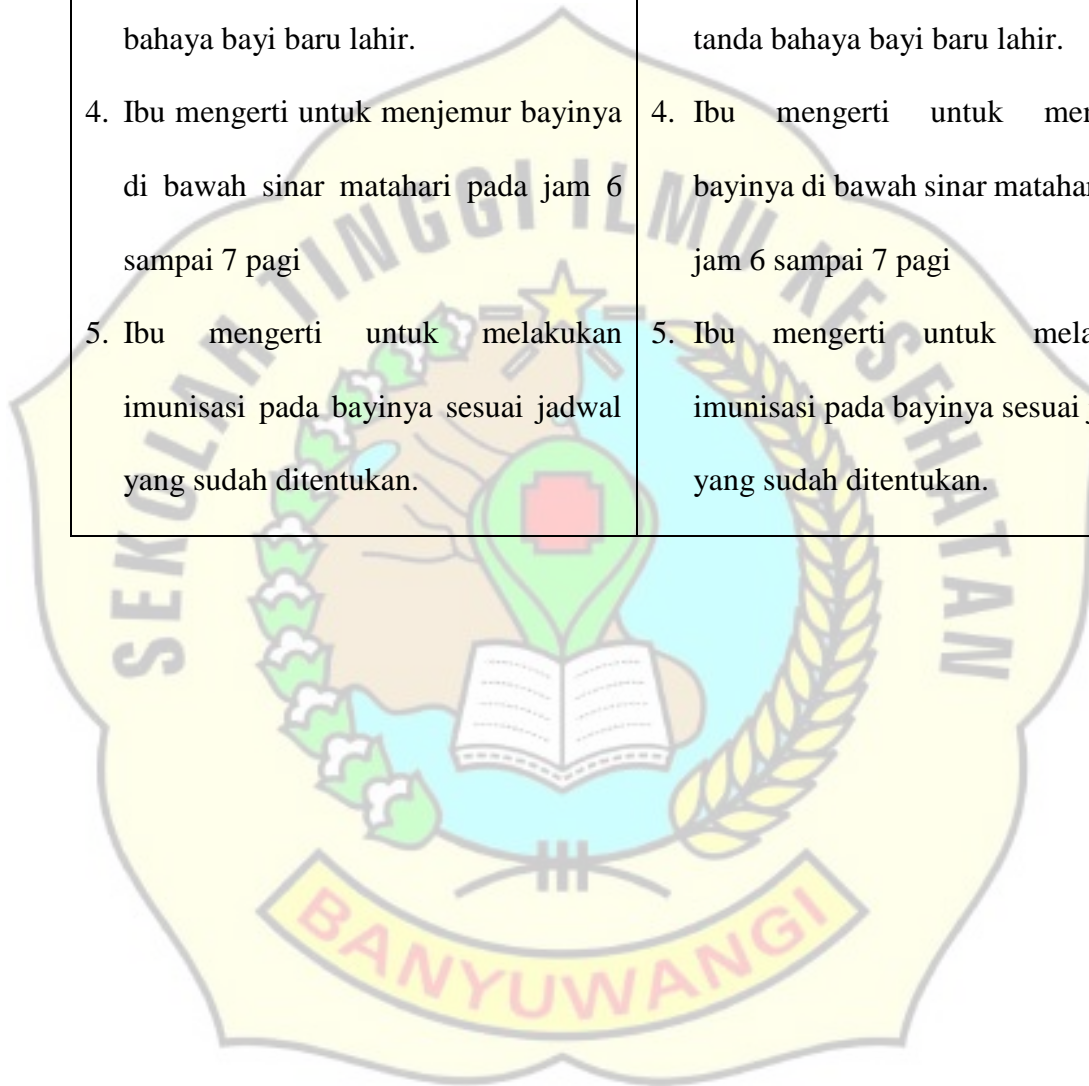 bahaya bayi baru lahir.
4. Ibu mengerti untuk menjemur bayinya
di bawah sinar matahari pada jam 6
sampai 7 pagi
5. Ibu mengerti untuk melakukan
imunisasi pada bayinya sesuai jadwal
yang sudah ditentukan.
tanda bahaya bayi baru lahir.
4. Ibu mengerti untuk
bayinya di bawah sinar
jam 6 sampai 7 pagi
5. Ibu mengerti untuk
imunisasi pada bayinya sesuai
yang sudah ditentukan.
SEKOLAH TINGGI ILMU KESEHATAN
BANYUWANGI